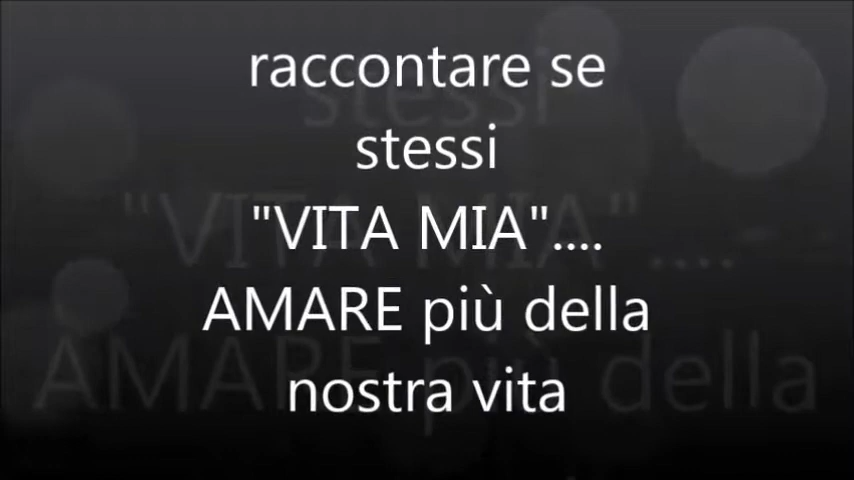 raccontare se
stessi
"VITA MIA"....
AMARE più della
nostra vita